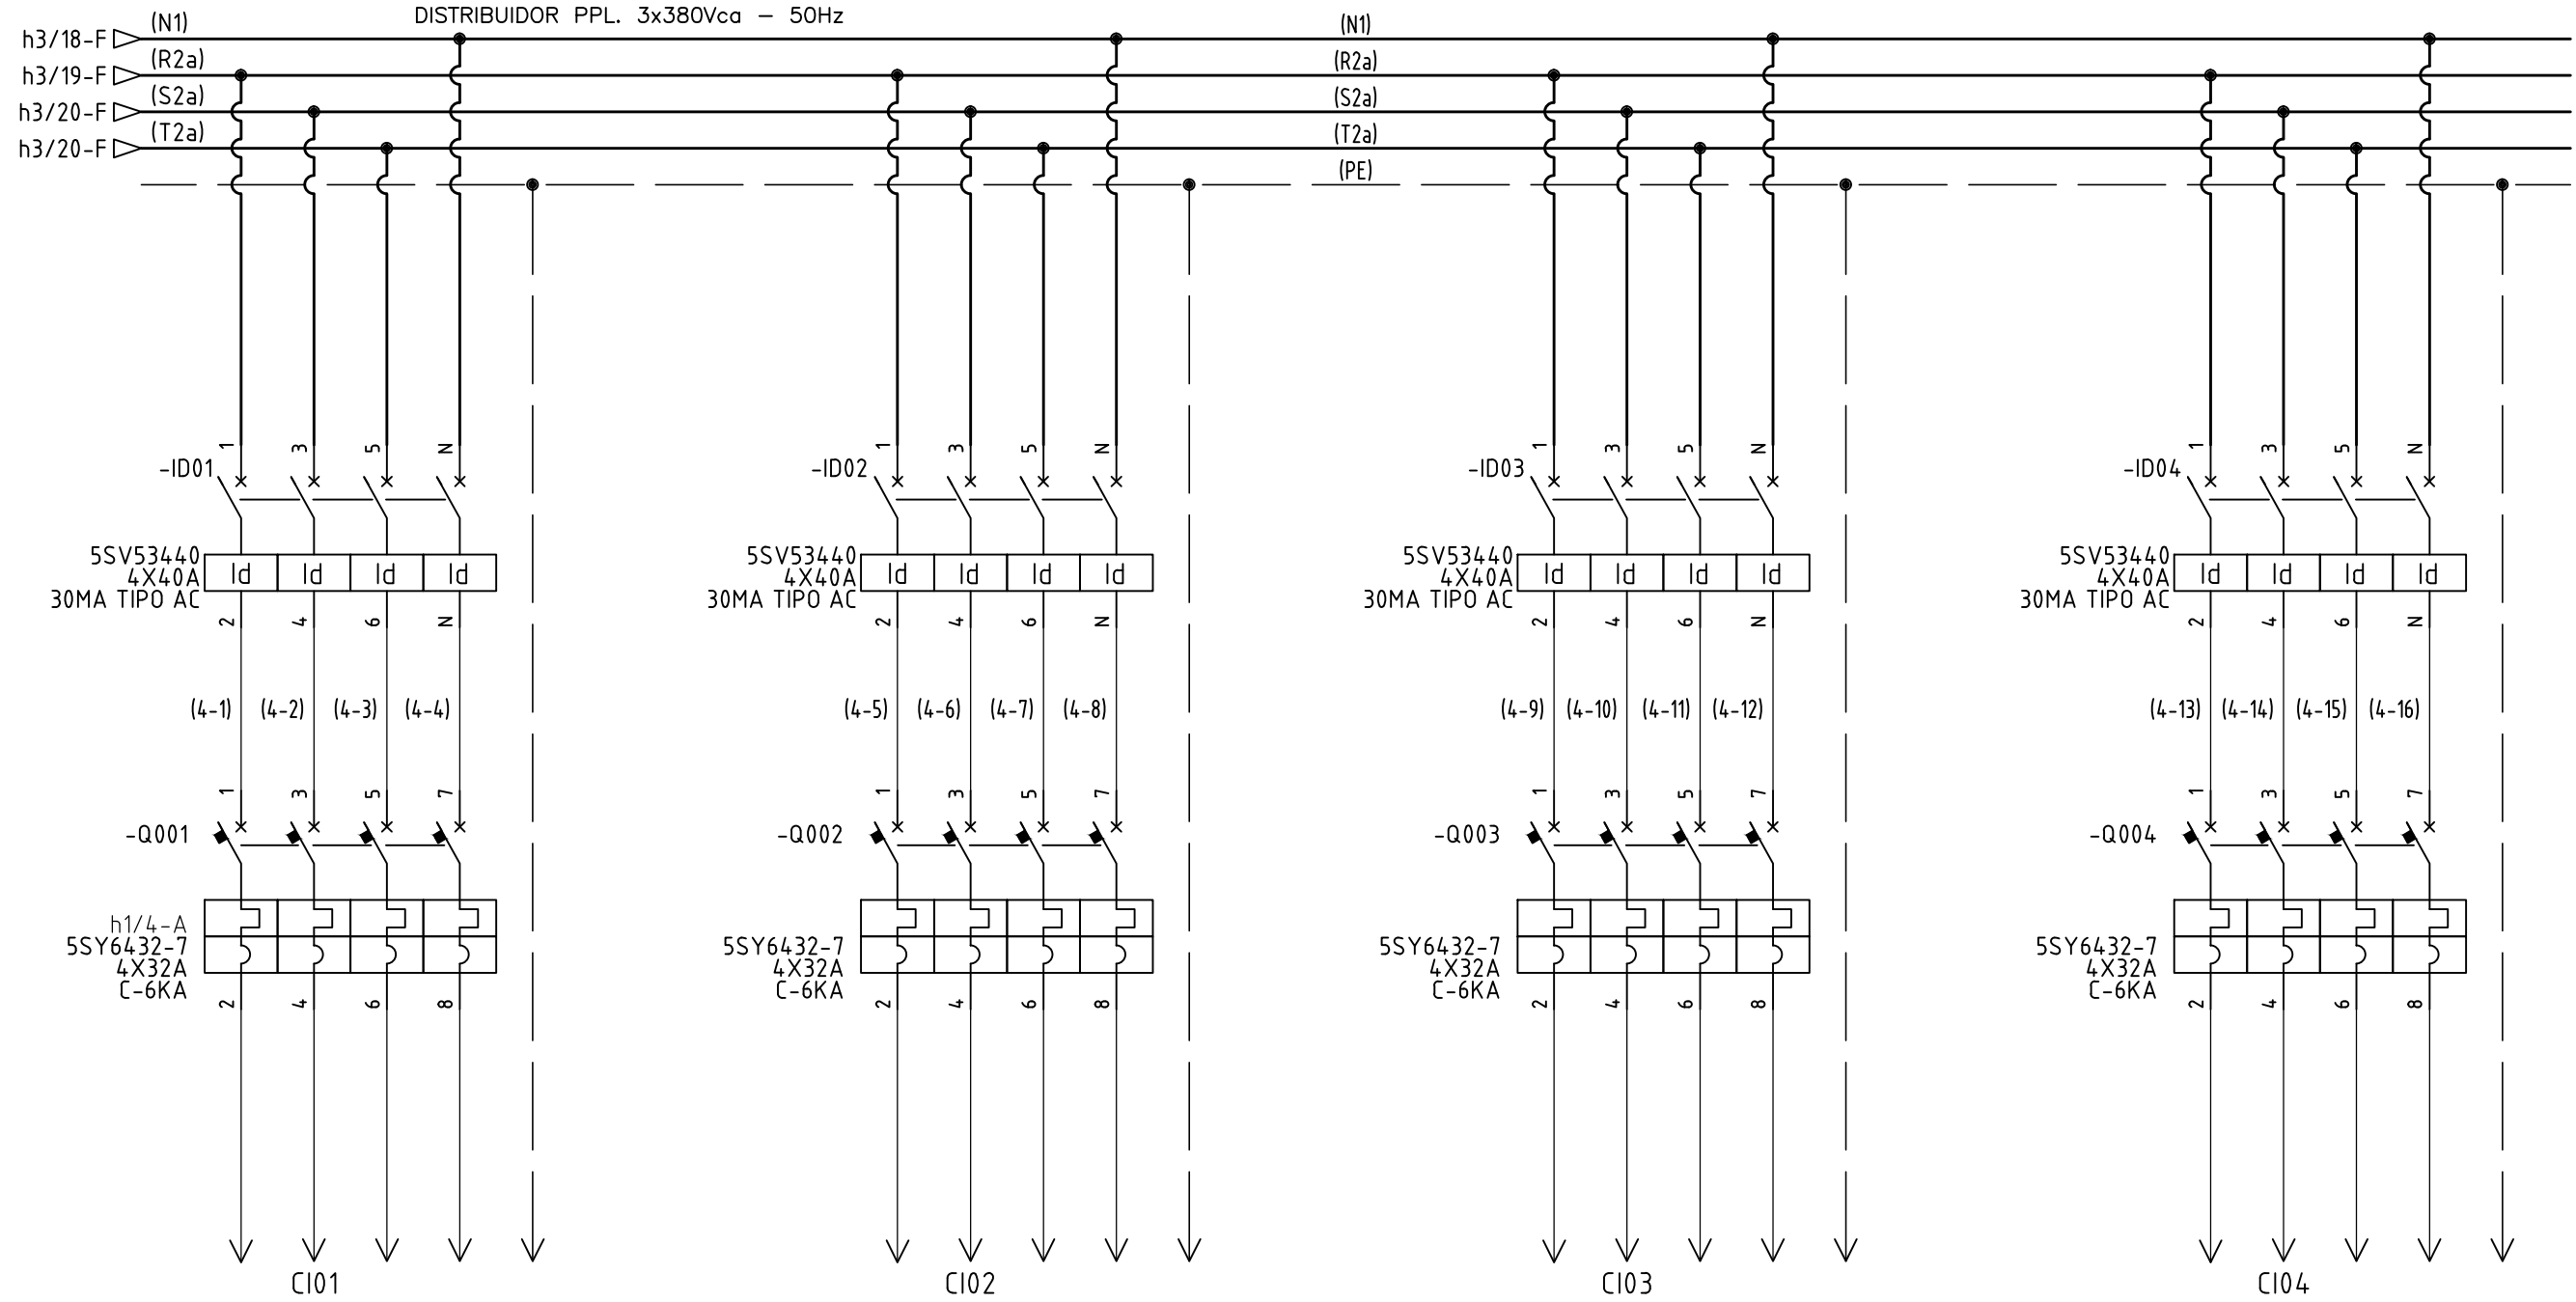 DISTRIBUIDOR PPL. 3x380Vca – 50Hz
h3/18-F (N1) (N1)
h3/19-F (R2a) (R2a)
h3/20-F (S2a) (S2a)
h3/20-F (T2a) (T2a)
(PE)
1 3 5 N 1 3 5 N 1 3 5 N 1 3 5 N
-ID01 -ID02 -ID03 -ID04
5SV53440 5SV53440 5SV53440 5SV53440
4X40A Id Id Id Id 4X40A Id Id Id Id 4X40A Id Id Id Id 4X40A Id Id Id Id
30MA TIPO AC 30MA TIPO AC 30MA TIPO AC 30MA TIPO AC
2 4 6 N 2 4 6 N 2 4 6 N 2 4 6 N
(4-1) (4-2) (4-3) (4-4) (4-5) (4-6) (4-7) (4-8) (4-9) (4-10) (4-11) (4-12) (4-13) (4-14) (4-15) (4-16)
1 3 5 7 1 3 5 7 1 3 5 7 1 3 5 7
-Q001 -Q002 -Q003 -Q004
h1/4-A
5SY6432-7 5SY6432-7 5SY6432-7 5SY6432-7
4X32A 4X32A 4X32A 4X32A
C-6KA C-6KA C-6KA C-6KA
2 4 6 8 2 4 6 8 2 4 6 8 2 4 6 8
CI01 CI02 CI03 CI04